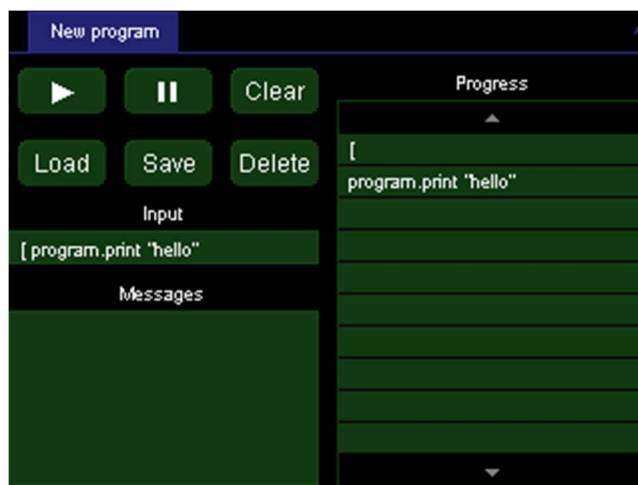 New program
Clear
Load Save Delete
Input
[ program.print "hello"
Messages
Progress
[
program.print "hello"